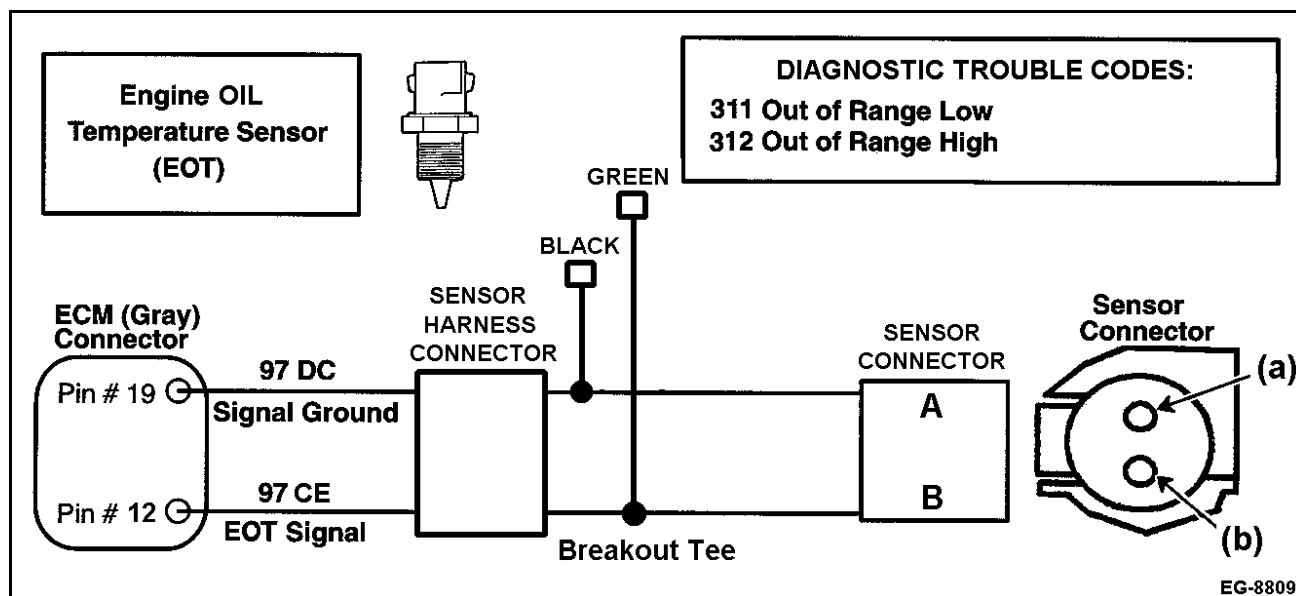 Engine OIL
Temperature Sensor
(EOT)
DIAGNOSTIC TROUBLE CODES:
311 Out of Range Low
312 Out of Range High
GREEN
BLACK
ECM (Gray)
Connector
SENSOR
HARNESS
CONNECTOR
SENSOR
CONNECTOR
Sensor
Connector
Pin # 19
97 DC
Signal Ground
A
(a)
Pin # 12
97 CE
EOT Signal
B
(b)
Breakout Tee
EG-8809